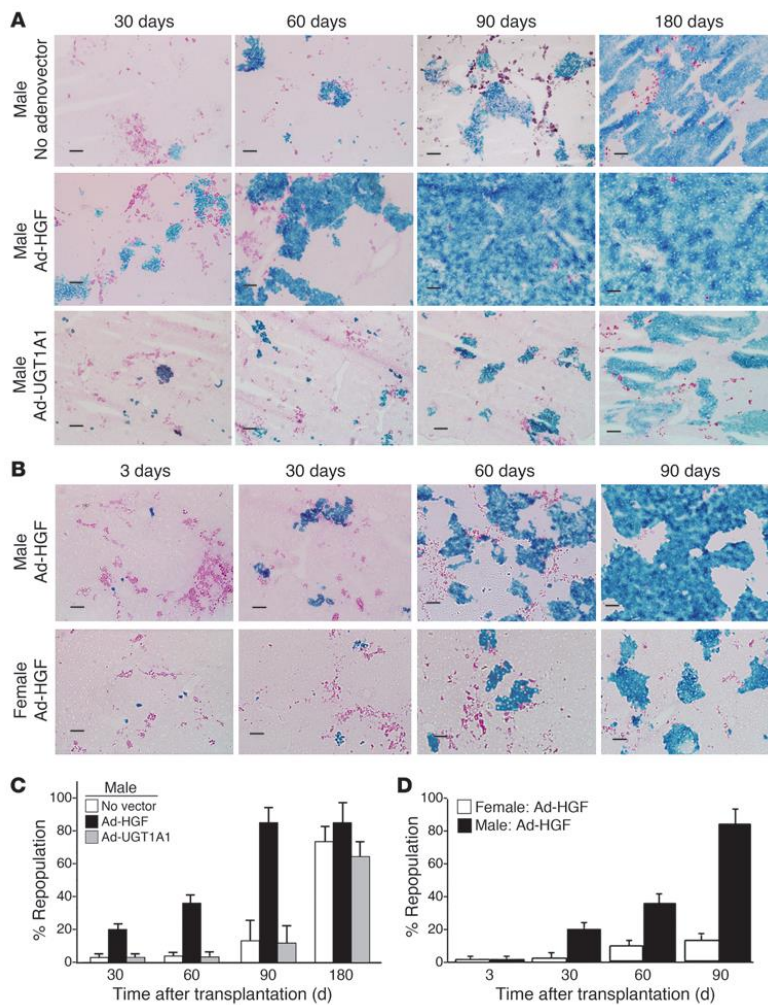 A
30 days 60 days 90 days 180 days
Male
No adenovector
Male
Ad-HGF
Male
Ad-UGT1A1
B
3 days 30 days 60 days 90 days
Male
Ad-HGF
Female
Ad-HGF
C
Male
No vector
Ad-HGF
Ad-UGT1A1
% Repopulation
100
80
60
40
20
0
30 60 90 180
Time after transplantation (d)
D
Female: Ad-HGF
Male: Ad-HGF
% Repopulation
100
80
60
40
20
0
3 30 60 90
Time after transplantation (d)